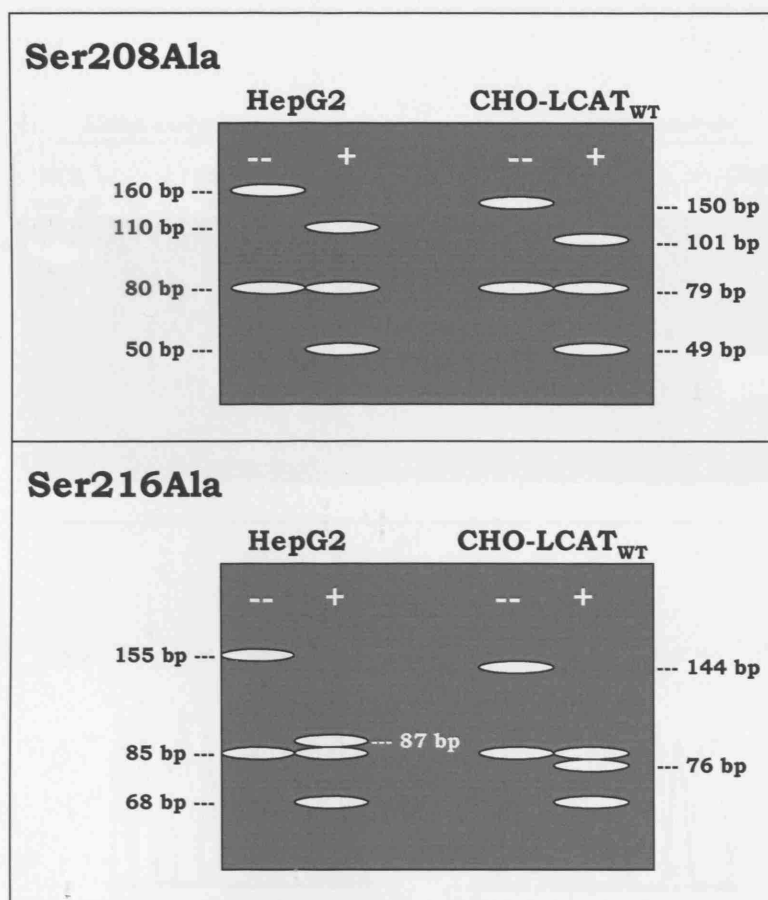 Ser208Ala
HepG2 CHO-LCATWT
-- + -- +
160 bp --- --- 150 bp
110 bp --- --- 101 bp
80 bp --- --- 79 bp
50 bp --- --- 49 bp
Ser216Ala
HepG2 CHO-LCATWT
-- + -- +
155 bp --- --- 144 bp
--- 87 bp
85 bp --- --- 76 bp
68 bp ---